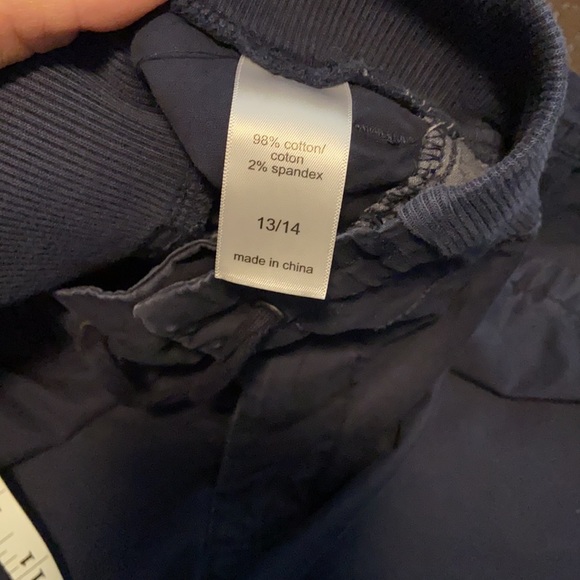 98% cotton/
coton
2% spandex
13/14
made in china